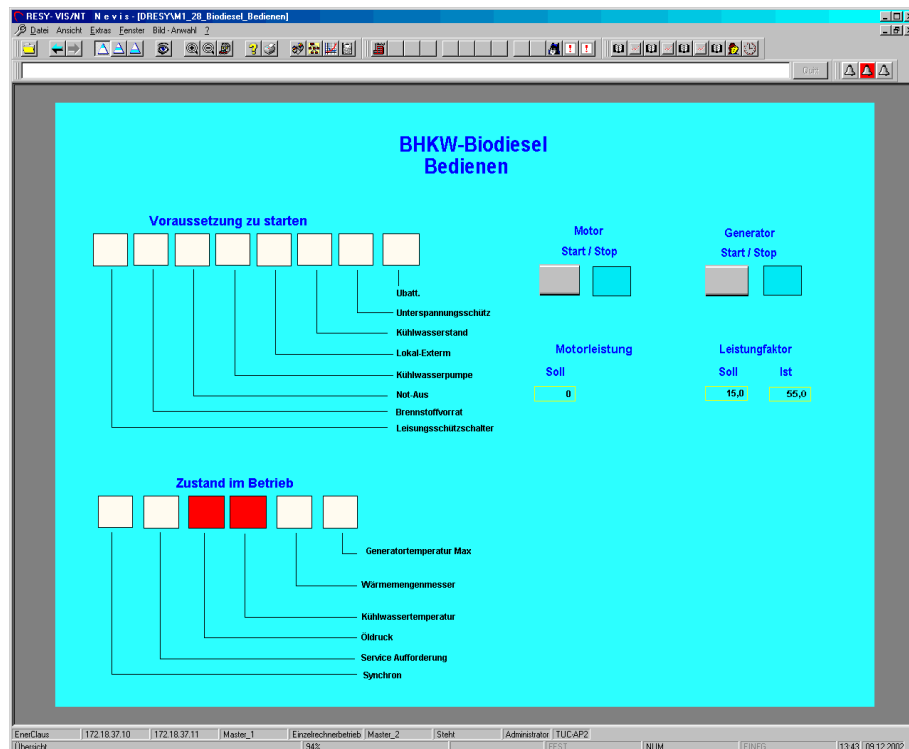 RESY-VIS/NT N e v i s - [DRESY\M1_28_Biodiesel_Bedienen]
Datei Ansicht Extras Fenster Bild-Anwahl ?
Quitt
BHKW-Biodiesel
Bedienen
Voraussetzung zu starten
Motor
Start / Stop
Generator
Start / Stop
Ubatt.
Unterspannungsschütz
Kühlwasserstand
Lokal-Exterm
Kühlwasserpumpe
Not-Aus
Brennstoffvorrat
Leisungsschützschalter
Motorleistung
Soll
0
Leistungfaktor
Soll Ist
15,0 55,0
Zustand im Betrieb
Generatortemperatur Max
Wärmemengenmesser
Kühlwassertemperatur
Öldruck
Service Aufforderung
Synchron
EnerClaus 172.18.37.10 172.18.37.11 Master_1 Einzelrechnerbetrieb Master_2 Steht Administrator TUC-AP2
Übersicht 94% FEST NUM EINFG 13:43 09.12.2002